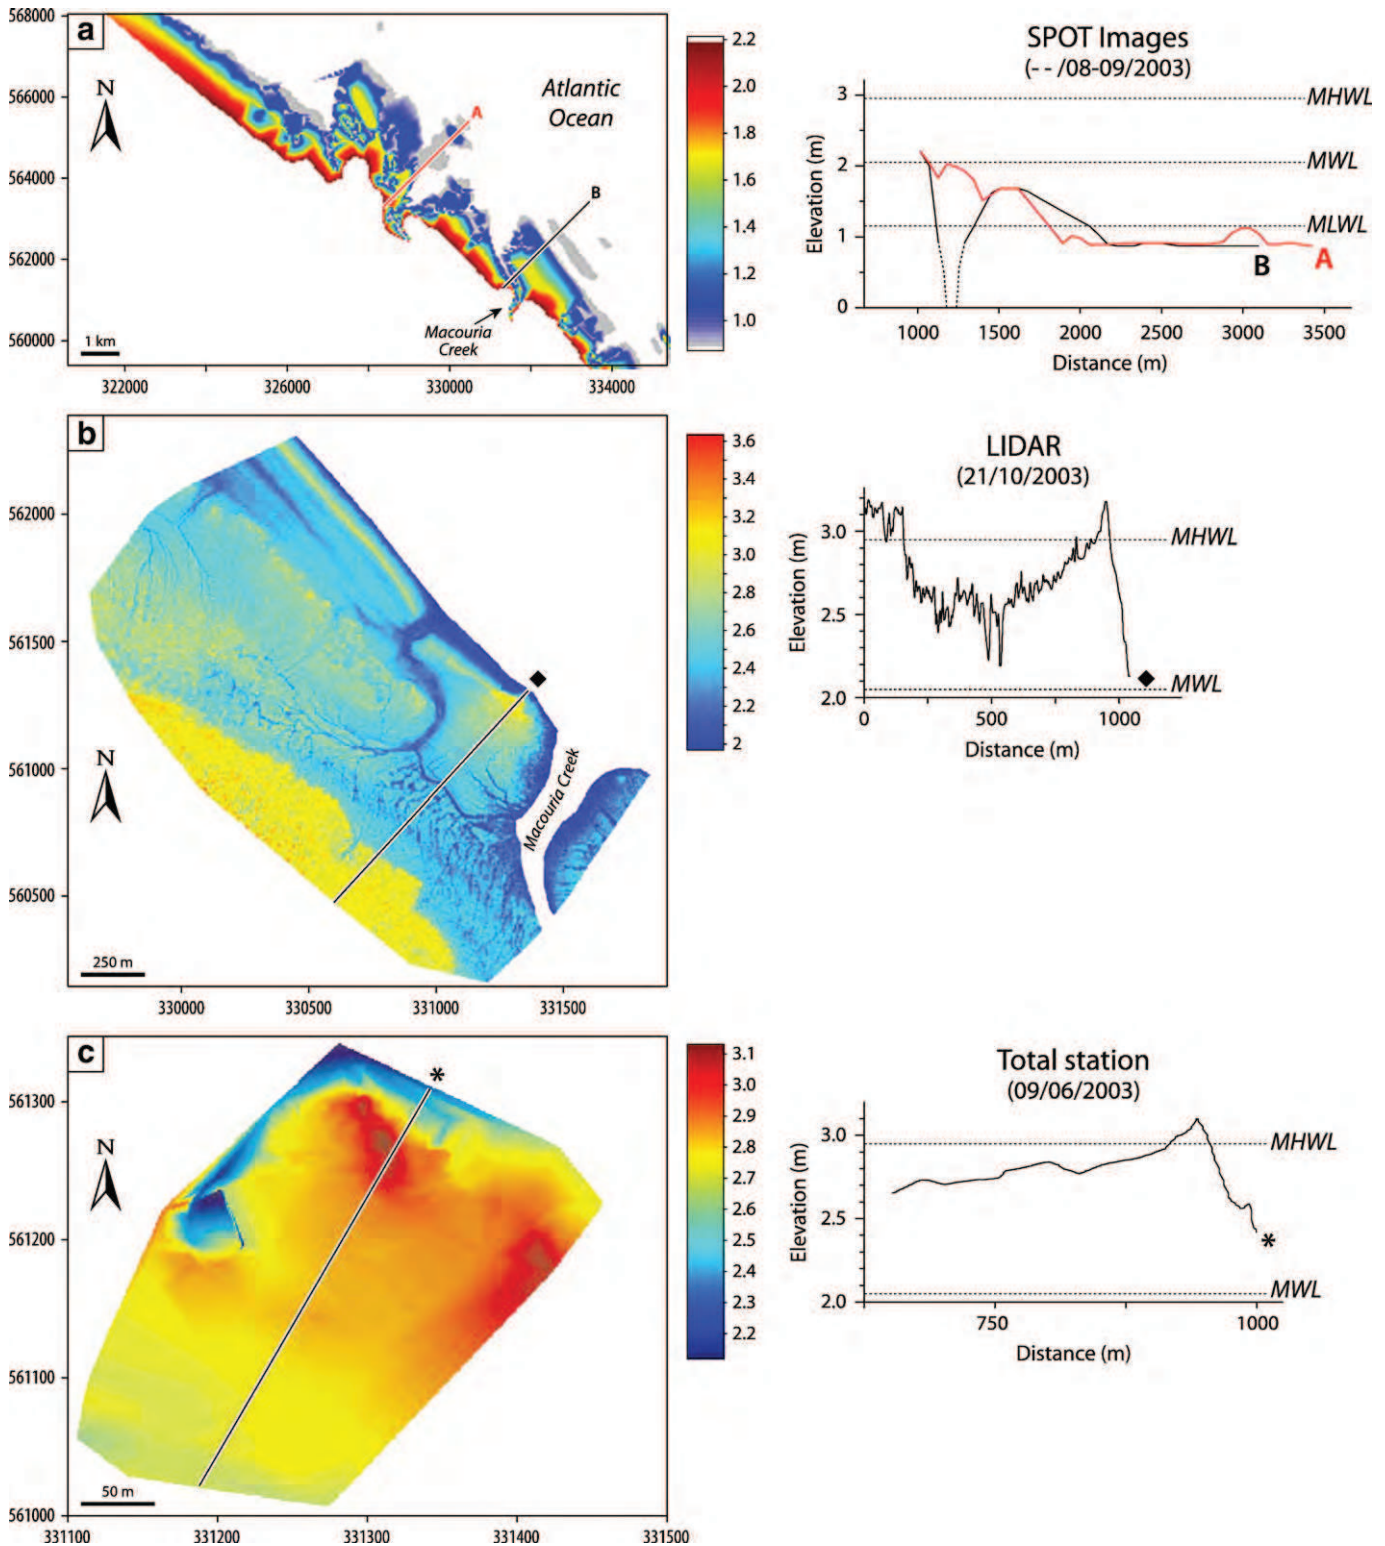 a
568000
566000
564000
562000
560000
322000
326000
330000
334000
N
1 km
Atlantic
Ocean
A
B
Macouria
Creek
2.2
2.0
1.8
1.6
1.4
1.2
1.0
SPOT Images
(- - /08-09/2003)
Elevation (m)
3
2
1
0
MHWL
MWL
MLWL
B
A
1000
1500
2000
2500
3000
3500
Distance (m)
b
562000
561500
561000
560500
330000
330500
331000
331500
N
250 m
Macouria Creek
3.6
3.4
3.2
3.0
2.8
2.6
2.4
2.2
2
LIDAR
(21/10/2003)
Elevation (m)
3.0
2.5
2.0
MHWL
MWL
0
500
1000
Distance (m)
c
561300
561200
561100
561000
331100
331200
331300
331400
331500
N
50 m
*
3.1
3.0
2.9
2.8
2.7
2.6
2.5
2.4
2.3
2.2
Total station
(09/06/2003)
Elevation (m)
3.0
2.5
2.0
MHWL
*
MWL
750
1000
Distance (m)